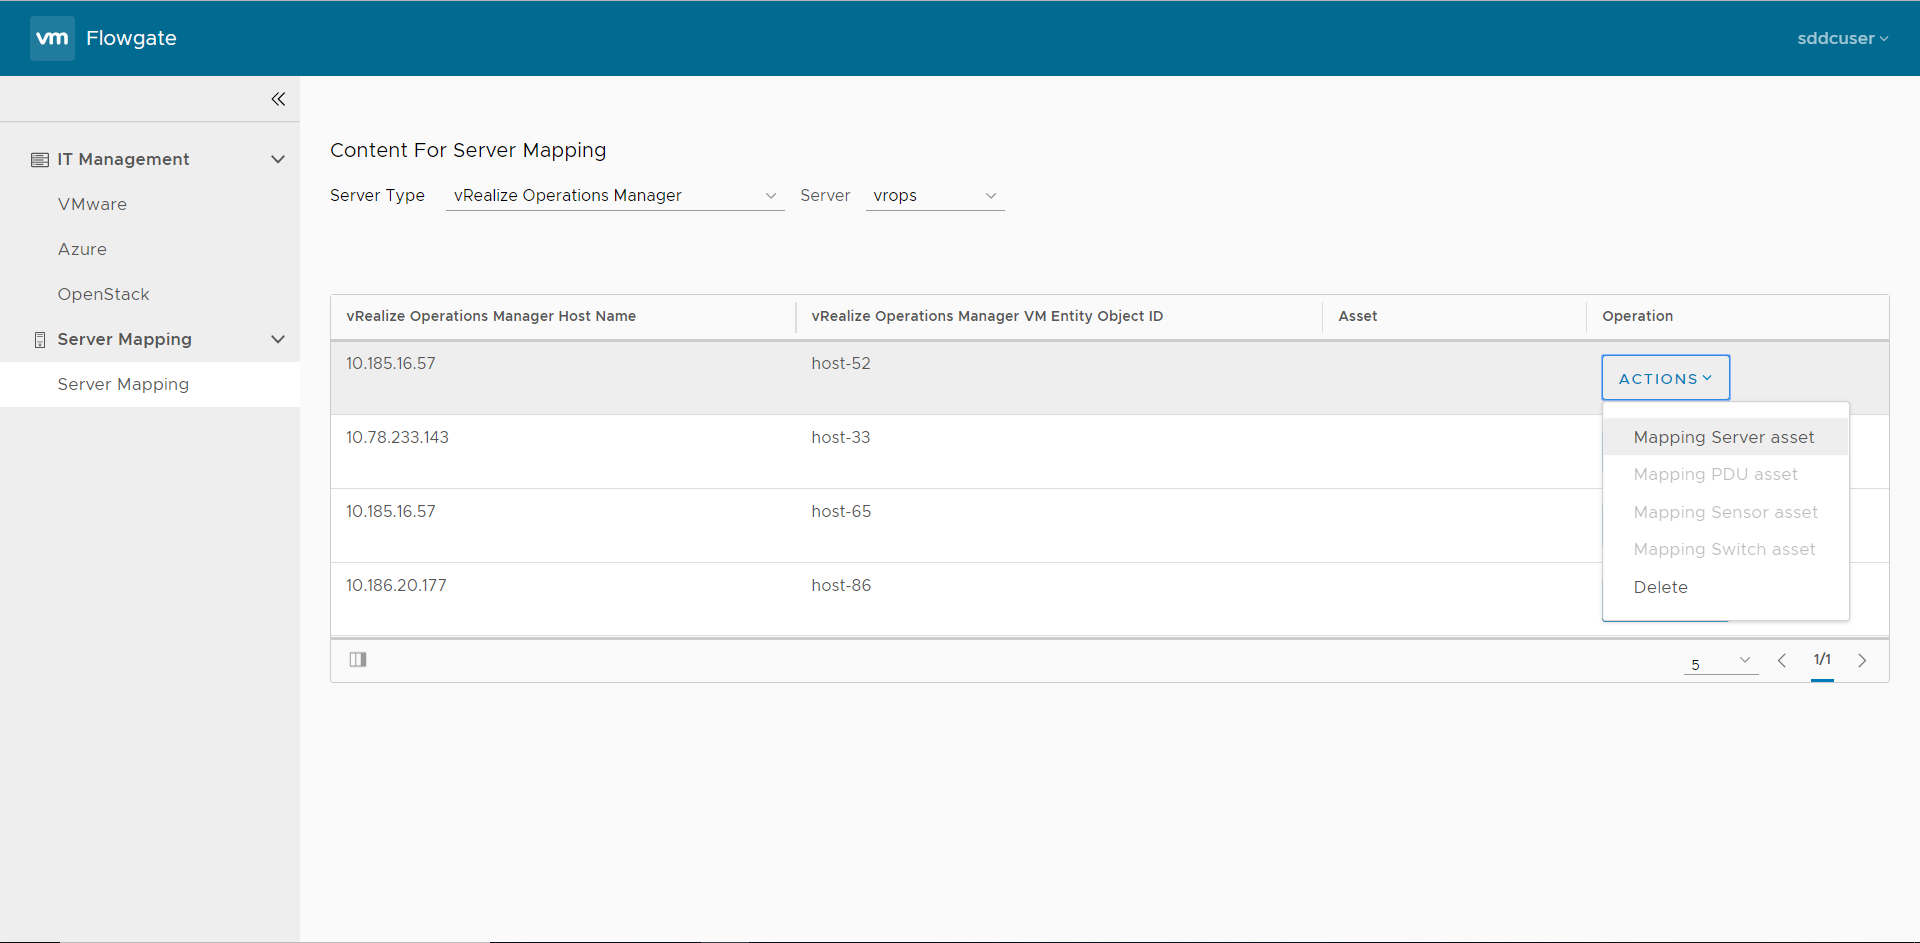 vm Flowgate
sddcuser
IT Management
VMware
Azure
OpenStack
Server Mapping
Server Mapping
Content For Server Mapping
Server Type vRealize Operations Manager Server vrops
vRealize Operations Manager Host Name vRealize Operations Manager VM Entity Object ID Asset Operation
10.185.16.57 host-52 ACTIONS
10.78.233.143 host-33
10.185.16.57 host-65
10.186.20.177 host-86
Mapping Server asset
Mapping PDU asset
Mapping Sensor asset
Mapping Switch asset
Delete
5 1/1